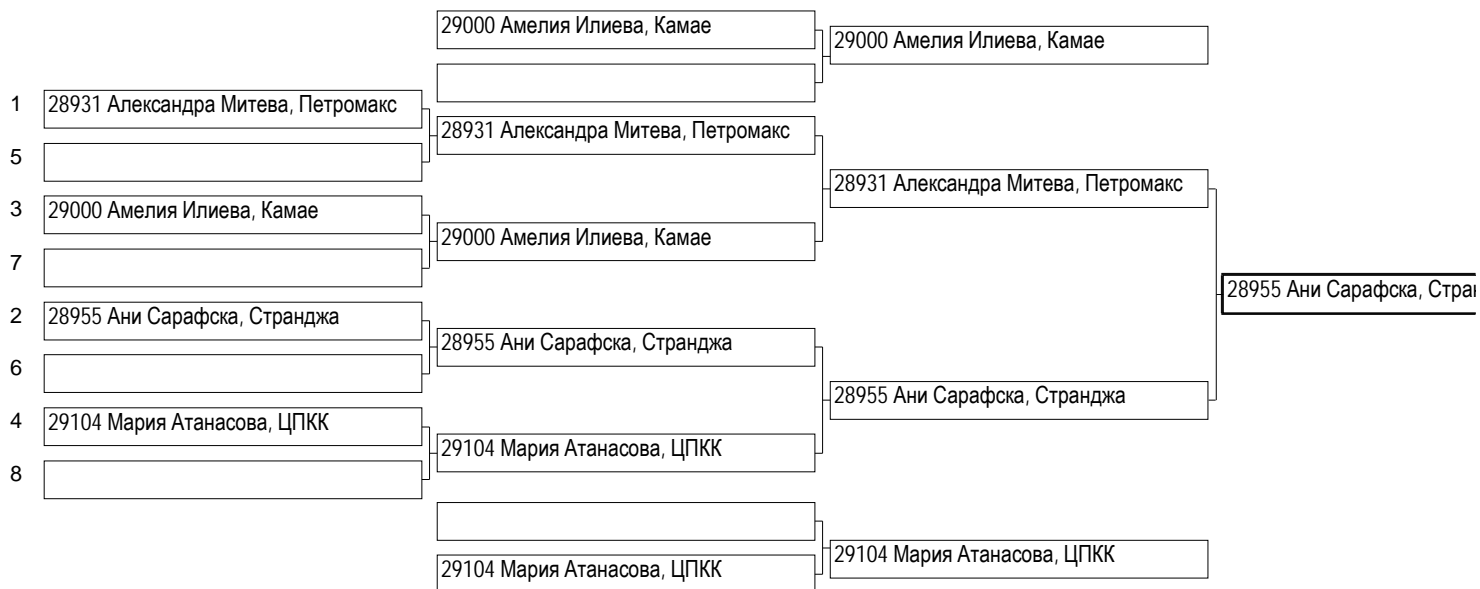 29000 Амелия Илиева, Камае
29000 Амелия Илиева, Камае
1 28931 Александра Митева, Петромакс
28931 Александра Митева, Петромакс
5
28931 Александра Митева, Петромакс
3 29000 Амелия Илиева, Камае
29000 Амелия Илиева, Камае
7
28955 Ани Сарафска, Стран
2 28955 Ани Сарафска, Странджа
28955 Ани Сарафска, Странджа
6
28955 Ани Сарафска, Странджа
4 29104 Мария Атанасова, ЦПКК
29104 Мария Атанасова, ЦПКК
8
29104 Мария Атанасова, ЦПКК
29104 Мария Атанасова, ЦПКК